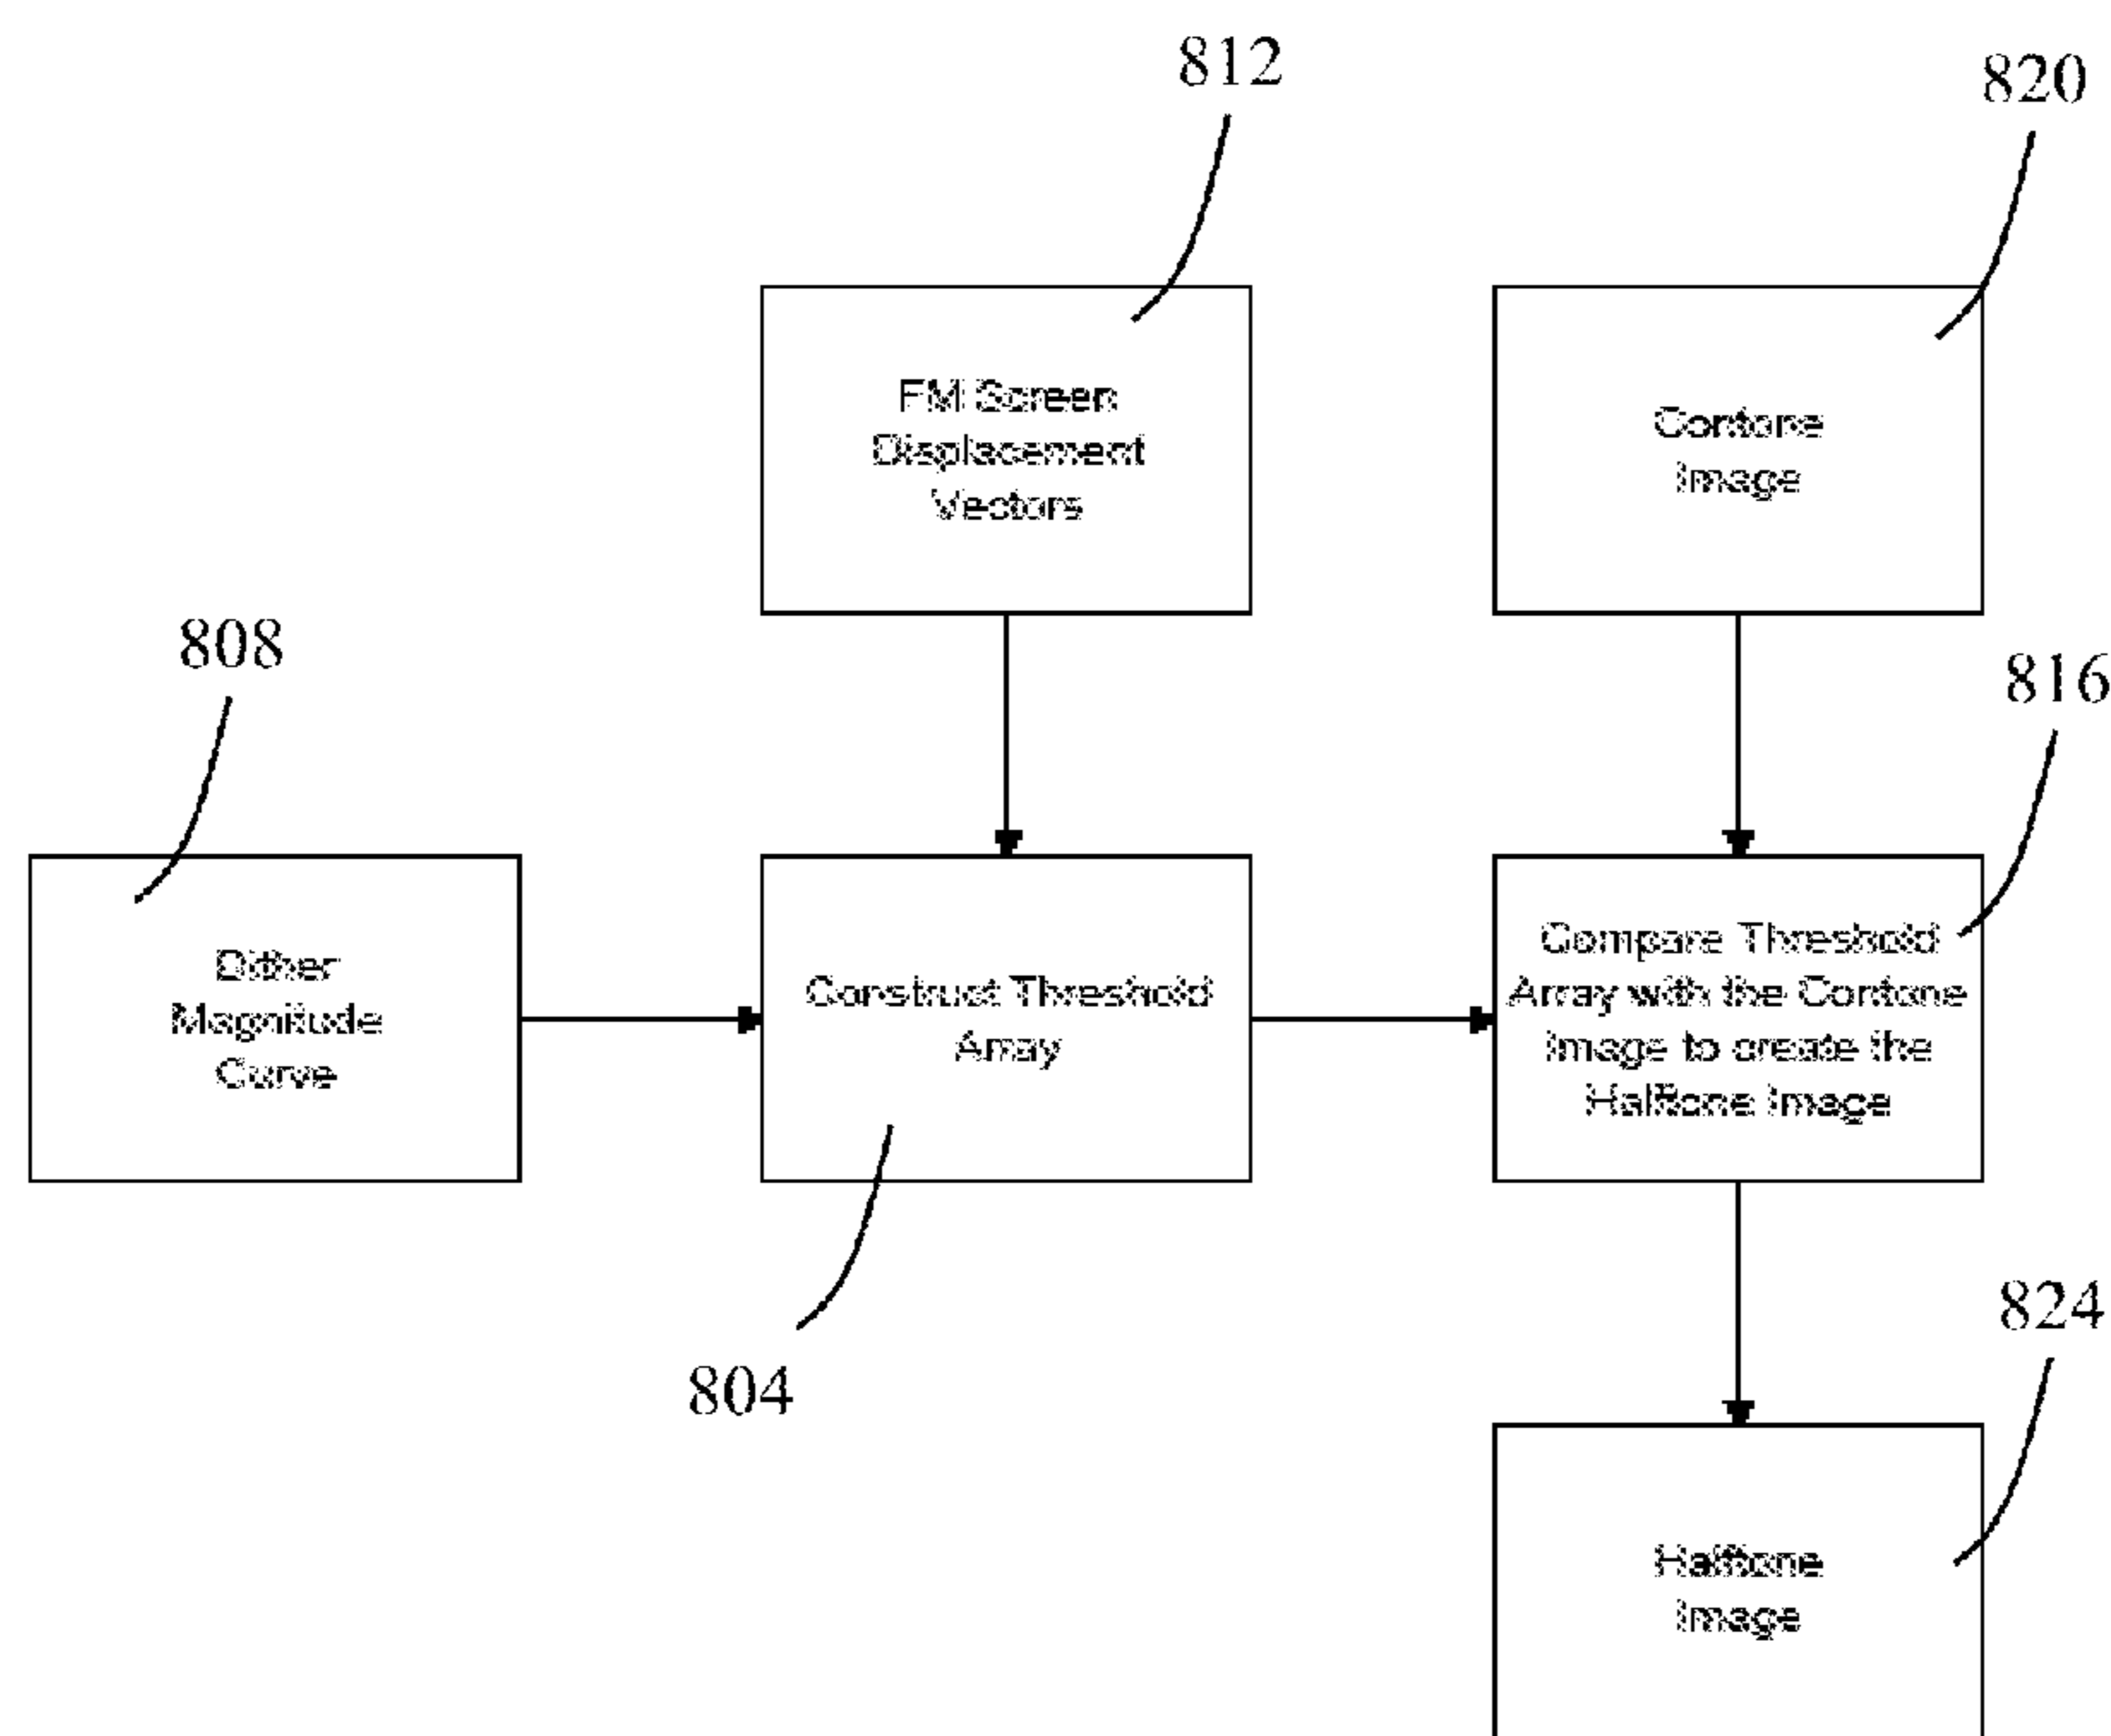 812
820
FM Screen
Displacement
Vectors
Contone
Image
808
816
Dither
Magnitude
Curve
Construct Threshold
Array
Compare Threshold
Array with the Contone
Image to create the
Halftone Image
804
824
Halftone
Image